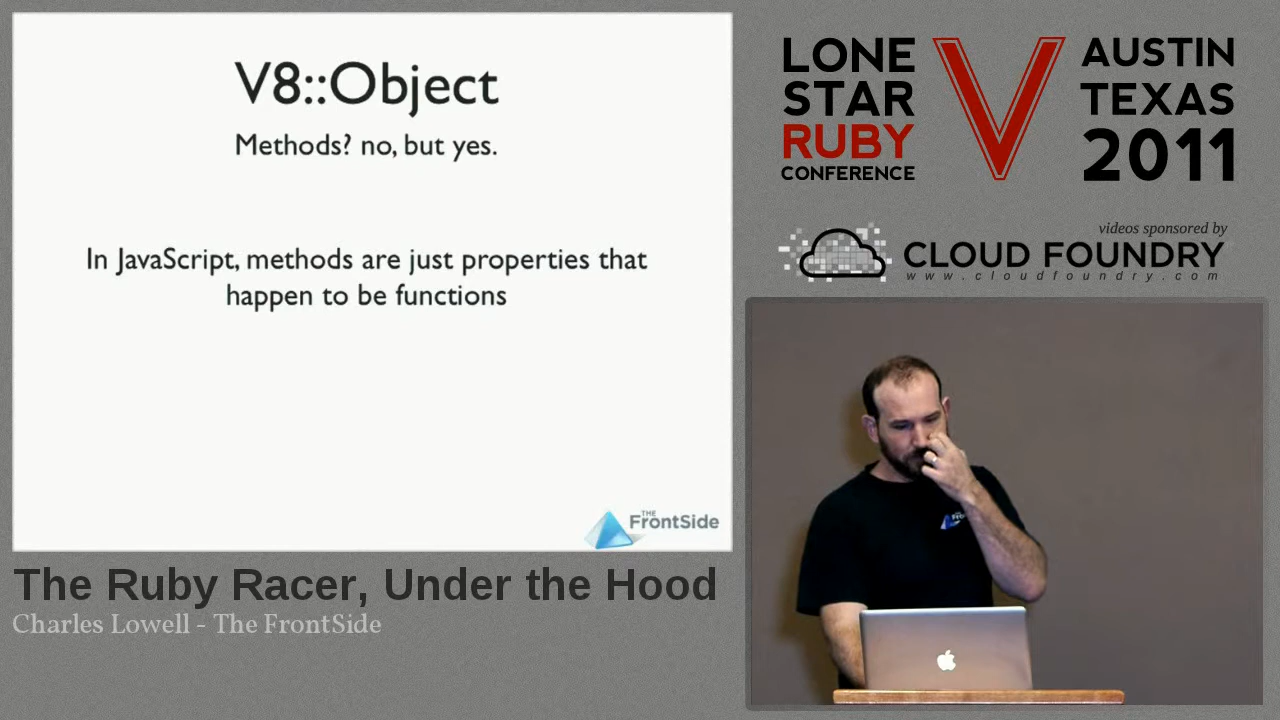 V8::Object
Methods? no, but yes.
In JavaScript, methods are just properties that
happen to be functions
THE
FrontSide
The Ruby Racer, Under the Hood
Charles Lowell - The FrontSide
LONE
STAR
RUBY
CONFERENCE
V
AUSTIN
TEXAS
2011
videos sponsored by
CLOUD FOUNDRY
www.cloudfoundry.com